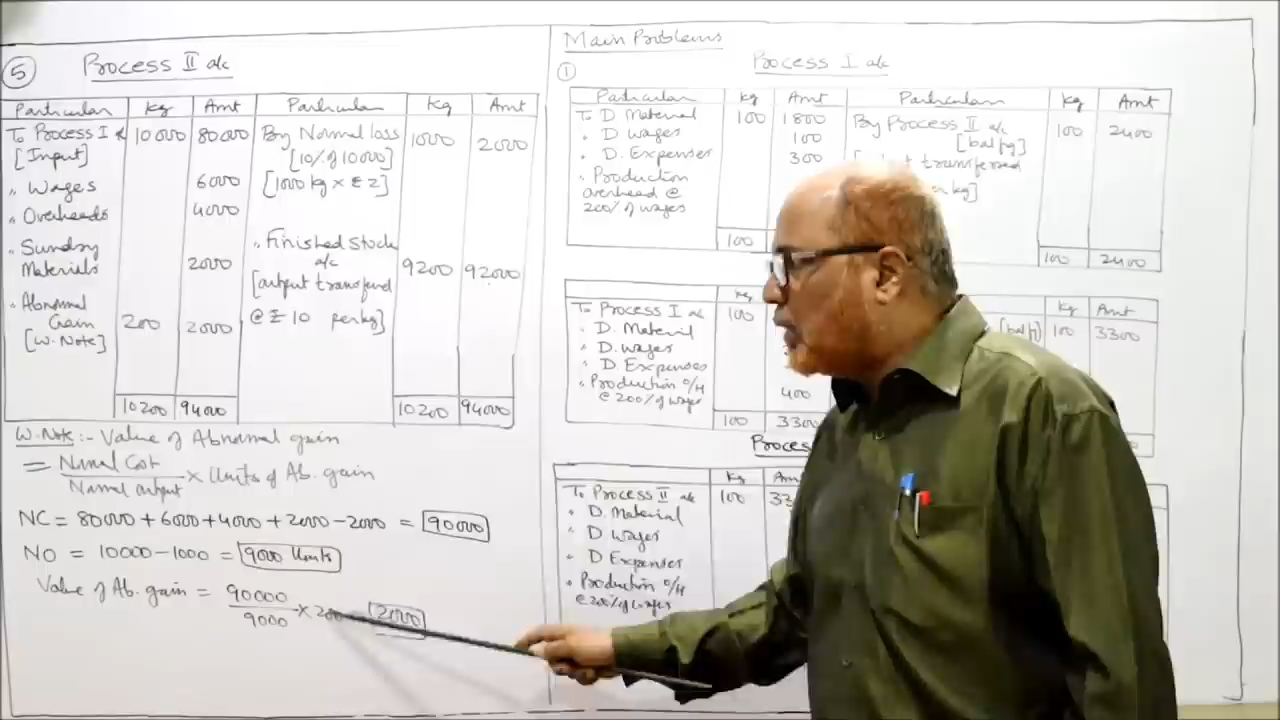 5 Process II a/c
Particular Kg Amt Particular Kg Amt
To Process I a 10000 80000 By Normal loss 1000 2000
[Input] [10% of 10000]
" Wages 6000 [1000 kg × ₹ 2]
" Overheads 4000
" Sundry Materials 2000 " Finished Stock a/c 9200 92000
[output transferred
" Abnormal Gain 200 2000 @ ₹ 10 per kg]
[W. Note]
10200 94000 10200 94000
W. Note :- Value of Abnormal gain
= Normal Cost / Normal output × Units of Ab. gain
NC = 80000 + 6000 + 4000 + 2000 - 2000 = 90000
NO = 10000 - 1000 = 9000 Units
Value of Ab. gain = 90000 / 9000 × 200 2000
Main Problems
1 Process I a/c
Particular Kg Amt Particular Kg Amt
To D Material 100 1800 By Process II a/c 100 2400
" D wages 100 [bal/fig]
" D. Expenses 300 transferred
" Production kg]
overhead @
200% of wages
100 100 2400
Kg Amt
To Process I a/c 100 [bal/f] 100 3300
" D. Material
" D. wages
" D. Expenses
" Production O/H 400
@ 200% of wages
100 3300
Process
Kg Am
To Process II a/c 100 33
" D. Material
" D wages
" D Expenses
" Production O/H
@ 200% of wages